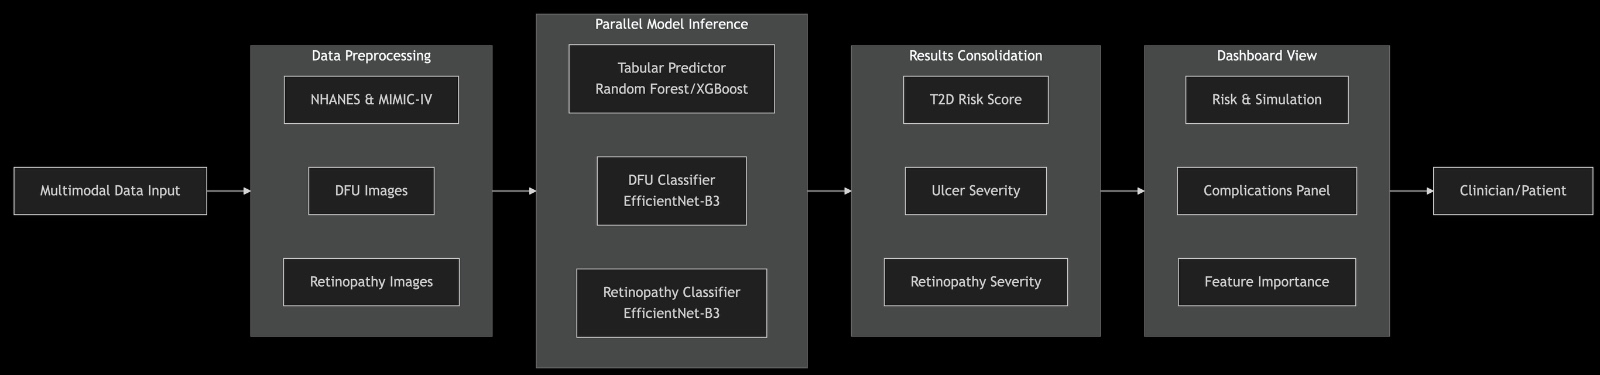 Multimodal Data Input
Data Preprocessing
NHANES & MIMIC-IV
DFU Images
Retinopathy Images
Parallel Model Inference
Tabular Predictor
Random Forest/XGBoost
DFU Classifier
EfficientNet-B3
Retinopathy Classifier
EfficientNet-B3
Results Consolidation
T2D Risk Score
Ulcer Severity
Retinopathy Severity
Dashboard View
Risk & Simulation
Complications Panel
Feature Importance
Clinician/Patient